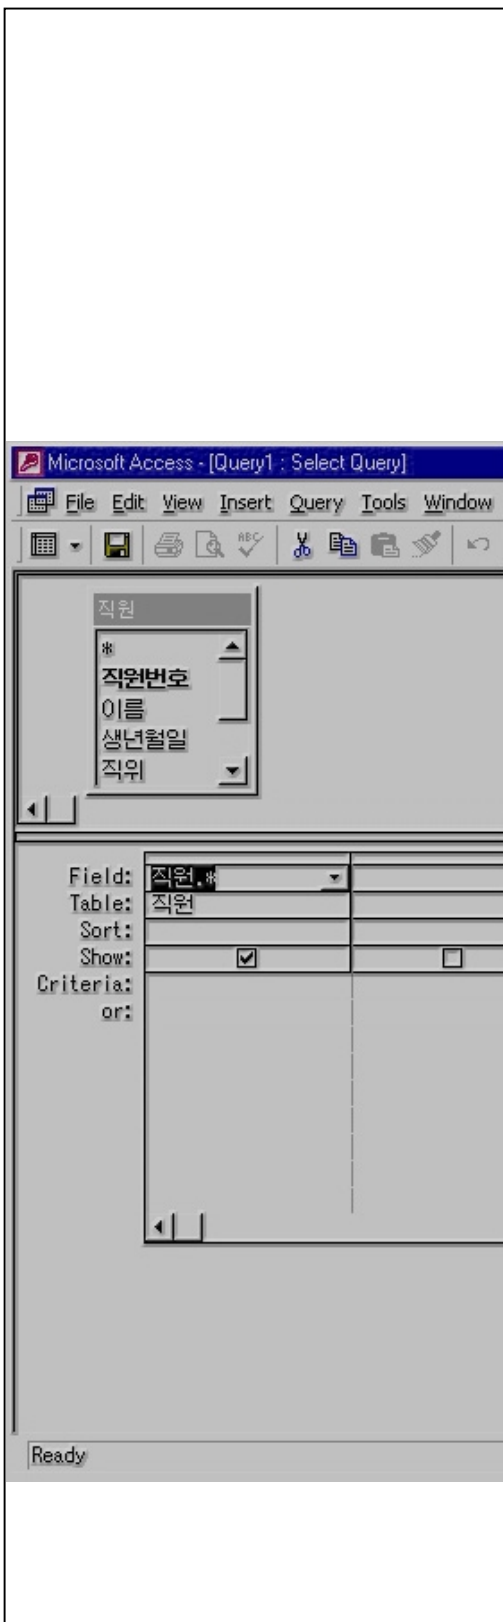 Microsoft Access - [Query1 : Select Query]
File Edit View Insert Query Tools Window
ABC
직원
*
직원번호
이름
생년월일
직위
Field: 직원.*
Table: 직원
Sort:
Show:
Criteria:
or:
Ready